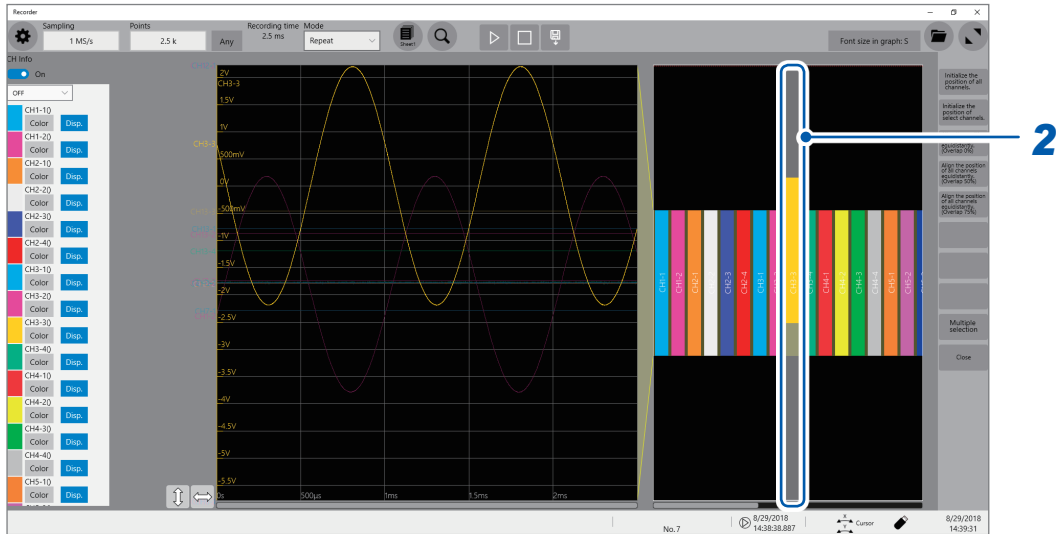 Recorder
Sampling
Points
Recording time
Mode
1 MS/s
2.5 k
Any
2.5 ms
Repeat
Sheet1
Font size in graph: S
CH Info
On
OFF
CH1-1()
Color
Disp.
CH1-2()
Color
Disp.
CH2-1()
Color
Disp.
CH2-2()
Color
Disp.
CH2-3()
Color
Disp.
CH2-4()
Color
Disp.
CH3-1()
Color
Disp.
CH3-2()
Color
Disp.
CH3-3()
Color
Disp.
CH3-4()
Color
Disp.
CH4-1()
Color
Disp.
CH4-2()
Color
Disp.
CH4-3()
Color
Disp.
CH4-4()
Color
Disp.
CH5-1()
Color
Disp.
2V
CH3-3
1.5V
1V
CH3-3
500mV
0V
-500mV
-1V
-1.5V
-2V
-2.5V
-3V
-3.5V
-4V
-4.5V
-5V
-5.5V
0s
500µs
1ms
1.5ms
2ms
CH1-1
CH1-2
CH2-1
CH2-3
CH2-4
CH3-1
CH3-3
CH4-1
CH4-2
CH4-3
CH4-4
CH5-1
CH5-2
Initialize the
position of all
channels.
Initialize the
position of
select channels.
equidistantly.
(Overlap 0%)
Align the position
of all channels
equidistantly.
(Overlap 50%)
Align the position
of all channels
equidistantly.
(Overlap 75%)
Multiple
selection
Close
2
No. 7
8/29/2018
14:38:38.887
X
Y
Cursor
8/29/2018
14:39:31